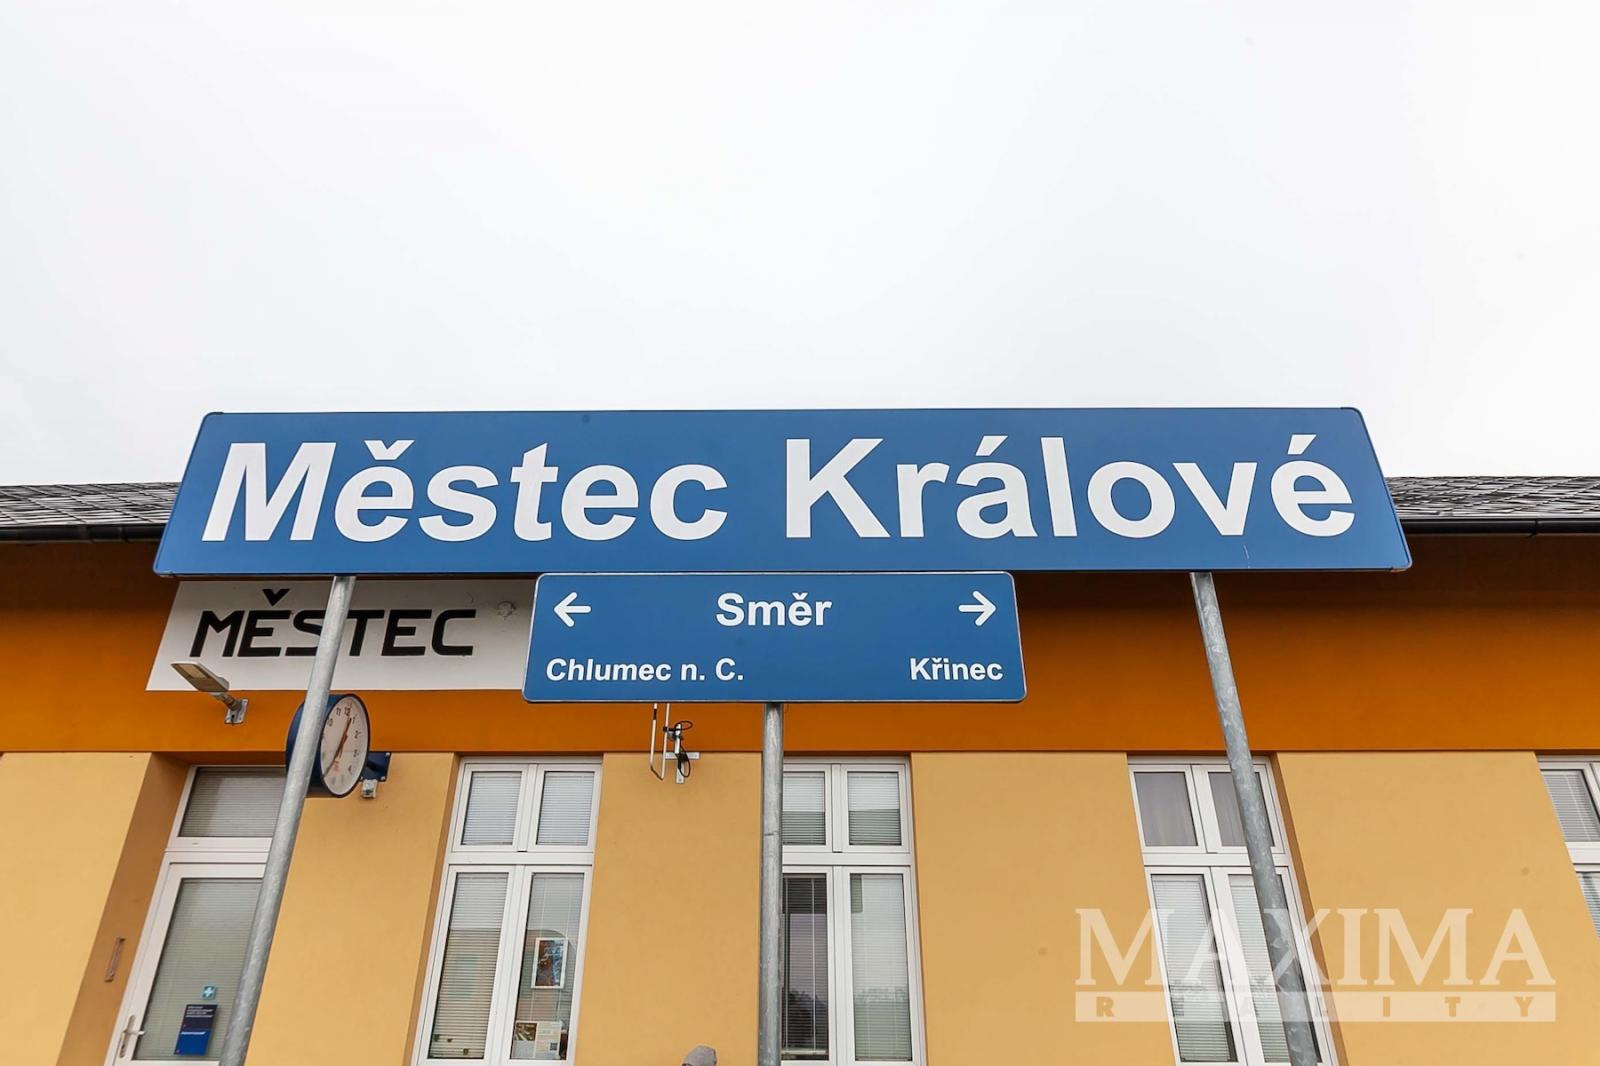 Městec Králové
MĚSTEC
← Směr →
Chlumec n. C. Křinec
MAXIMA
REALITY